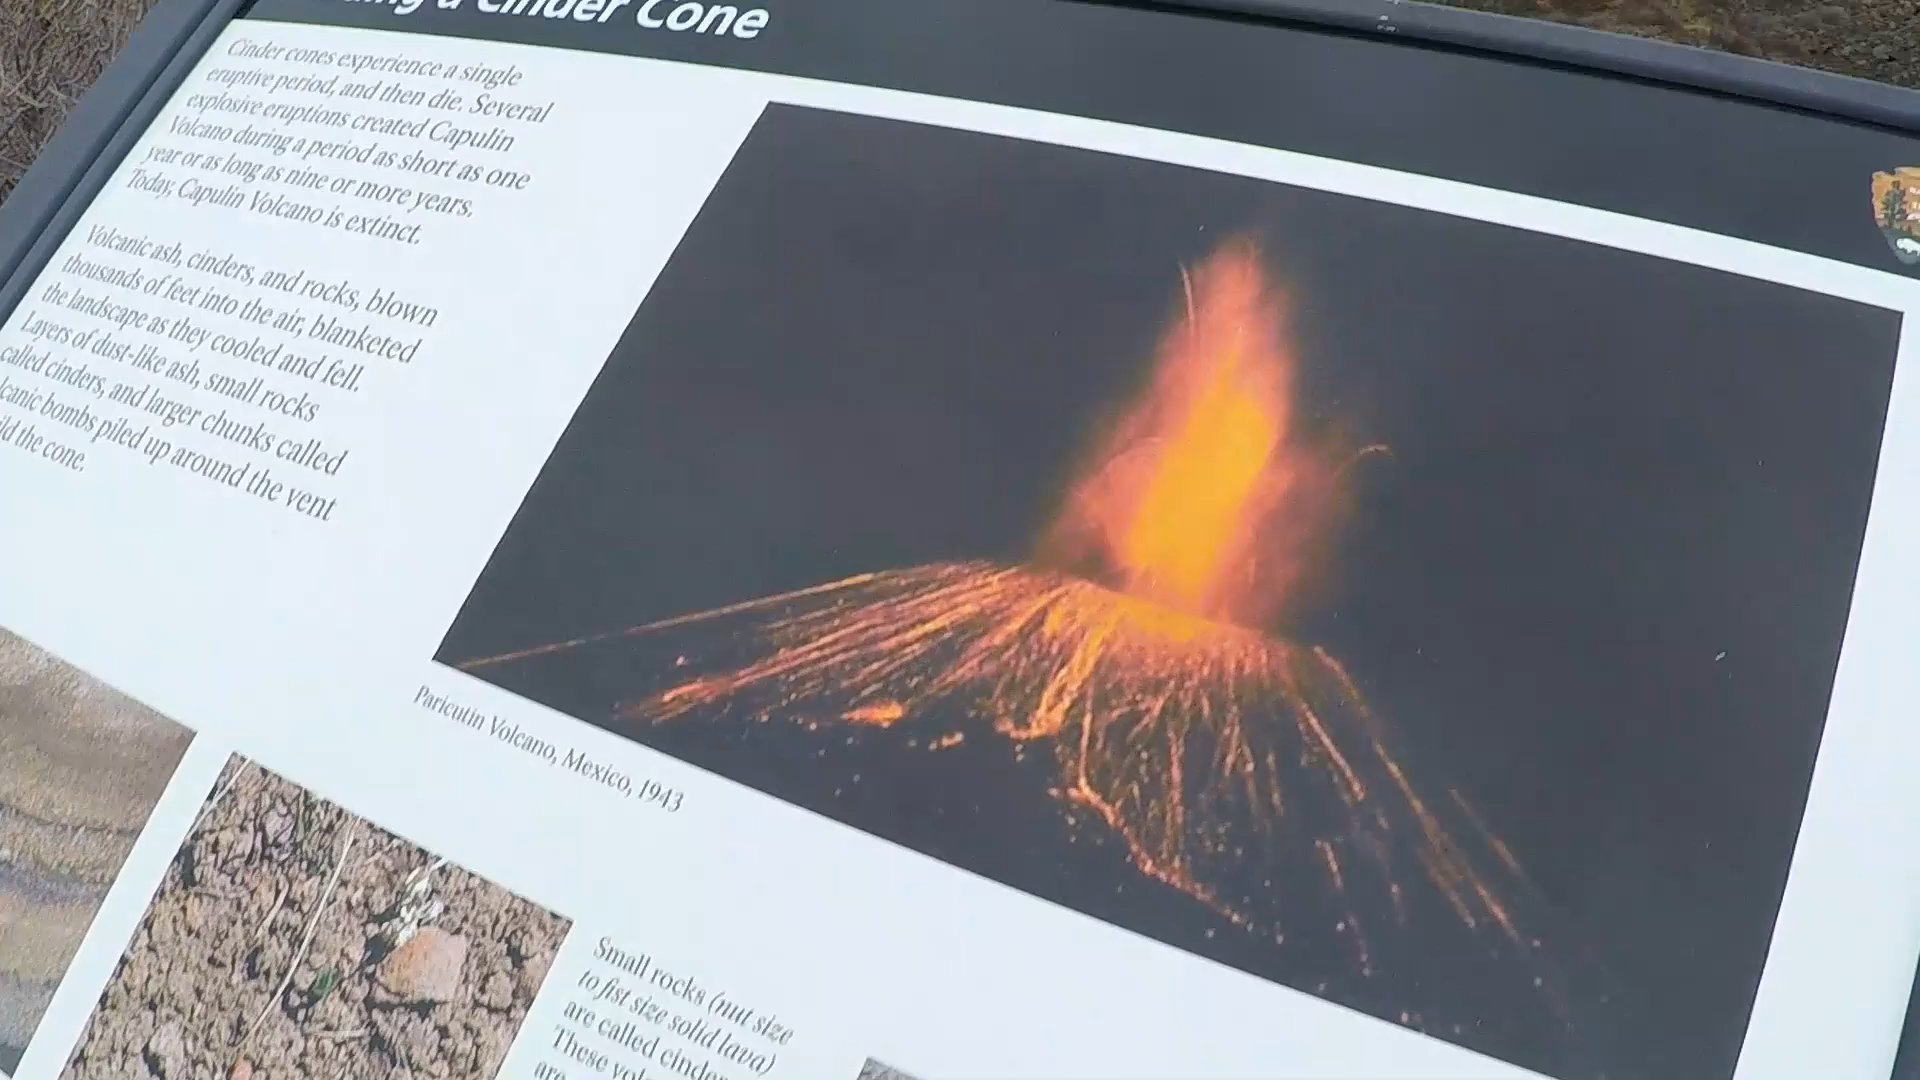 a Cinder Cone
Cinder cones experience a single
eruptive period, and then die. Several
explosive eruptions created Capulin
Volcano during a period as short as one
year or as long as nine or more years.
Today, Capulin Volcano is extinct.
Volcanic ash, cinders, and rocks, blown
thousands of feet into the air, blanketed
the landscape as they cooled and fell.
Layers of dust-like ash, small rocks
called cinders, and larger chunks called
bombs piled up around the vent
the cone.
Paricutin Volcano, Mexico, 1943
Small rocks (nut size
to fist size solid lava)
are called
These
are